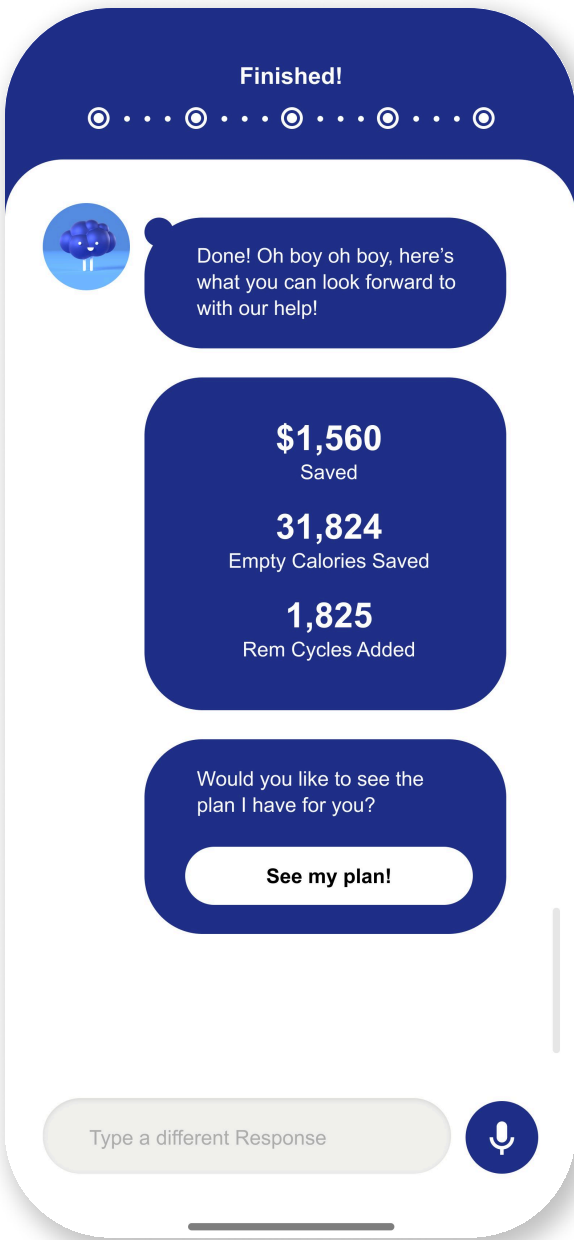 Finished!
Done! Oh boy oh boy, here’s
what you can look forward to
with our help!
$1,560
Saved
31,824
Empty Calories Saved
1,825
Rem Cycles Added
Would you like to see the
plan I have for you?
See my plan!
Type a different Response